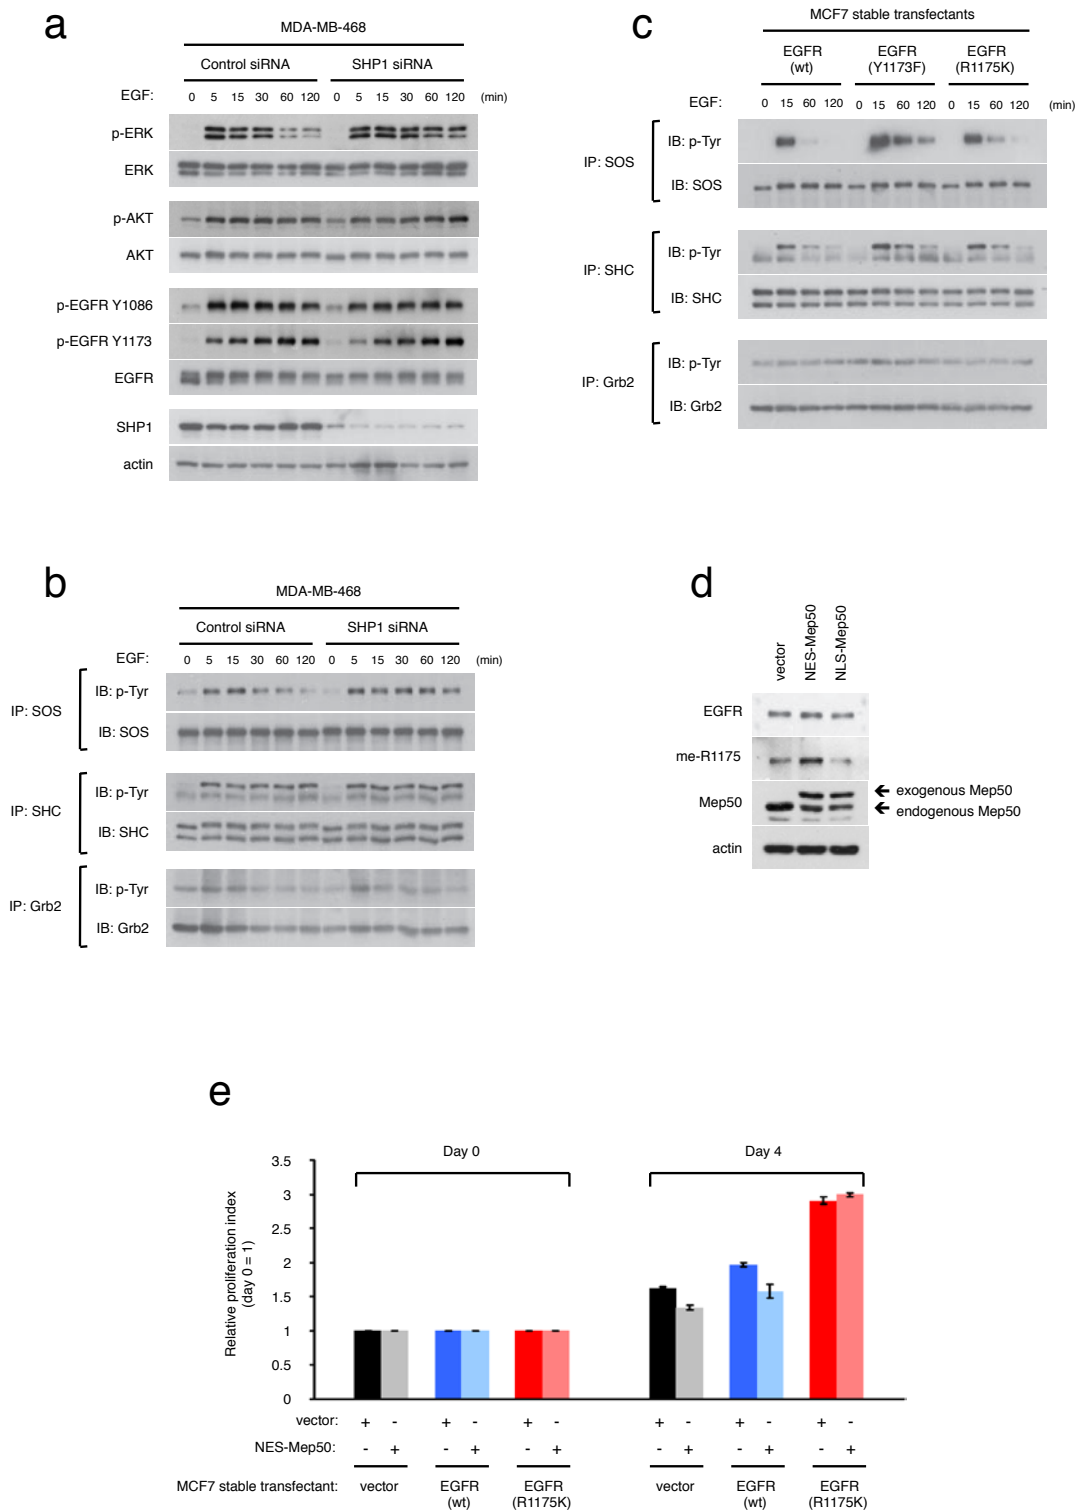 a
MDA-MB-468
Control siRNA SHP1 siRNA
EGF: 0 5 15 30 60 120 0 5 15 30 60 120 (min)
p-ERK
ERK
p-AKT
AKT
p-EGFR Y1086
p-EGFR Y1173
EGFR
SHP1
actin
c
MCF7 stable transfectants
EGFR EGFR EGFR
(wt) (Y1173F) (R1175K)
EGF: 0 15 60 120 0 15 60 120 0 15 60 120 (min)
IP: SOS
IB: p-Tyr
IB: SOS
IP: SHC
IB: p-Tyr
IB: SHC
IP: Grb2
IB: p-Tyr
IB: Grb2
b
MDA-MB-468
Control siRNA SHP1 siRNA
EGF: 0 5 15 30 60 120 0 5 15 30 60 120 (min)
IP: SOS
IB: p-Tyr
IB: SOS
IP: SHC
IB: p-Tyr
IB: SHC
IP: Grb2
IB: p-Tyr
IB: Grb2
d
vector
NES-Mep50
NLS-Mep50
EGFR
me-R1175
Mep50
exogenous Mep50
endogenous Mep50
actin
e
Day 0 Day 4
Relative proliferation index
(day 0 = 1)
3.5
3
2
1.5
1
0.5
0
vector: + - + - + - + - + - + -
NES-Mep50: - + - + - + - + - + - +
MCF7 stable transfectant: vector EGFR EGFR vector EGFR EGFR
(wt) (R1175K) (wt) (R1175K)